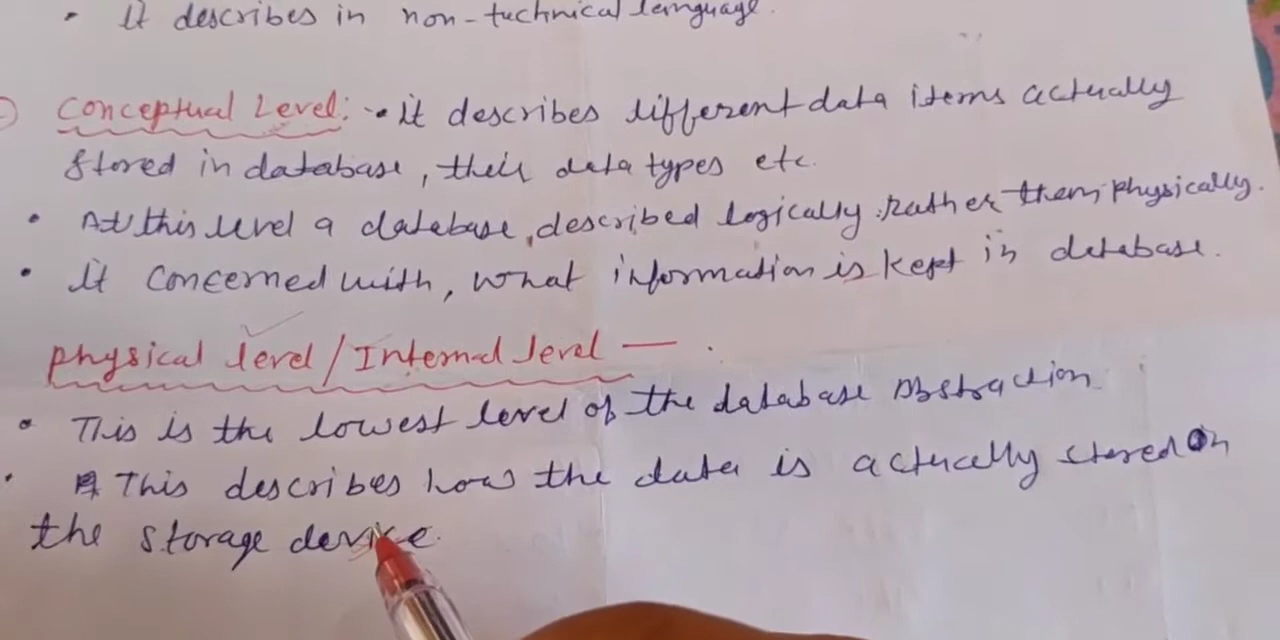 • It describes in non-technical language.
Conceptual Level: - • it describes different data items actually
stored in database, their data types etc.
• At this level a database, described logically rather then physically.
• It concerned with, what information is kept in database.
Physical level / Internal level —
• This is the lowest level of the database Abstraction
• This describes how the data is actually stored on
the storage device.